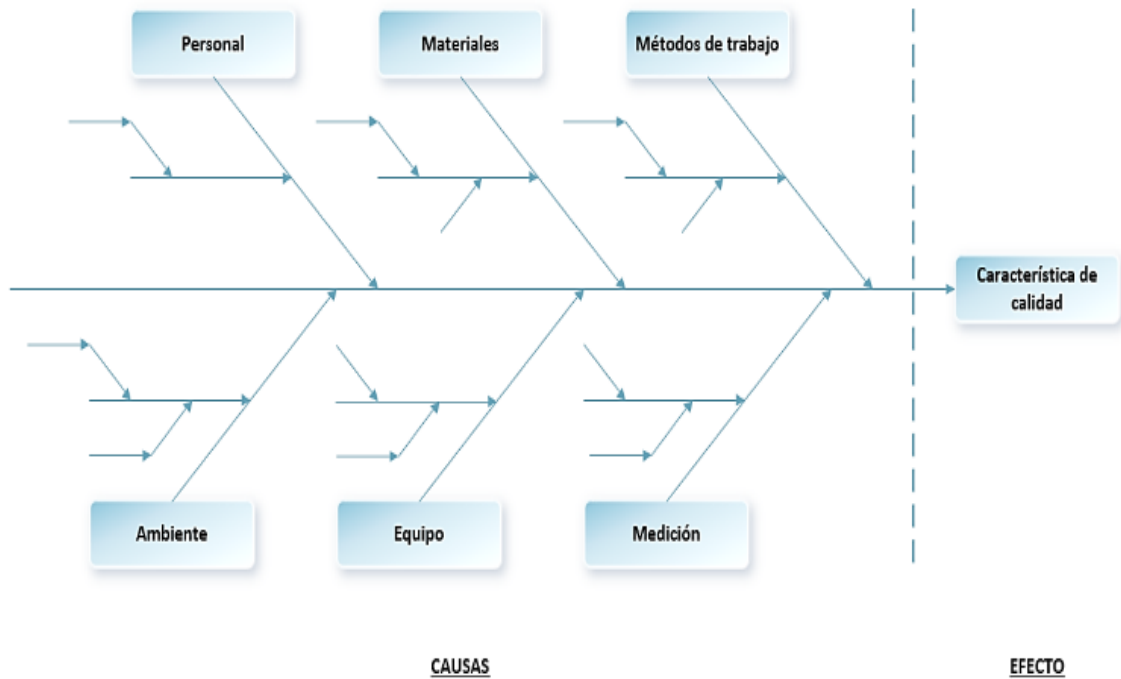 Personal
Materiales
Métodos de trabajo
Característica de
calidad
Ambiente
Equipo
Medición
CAUSAS
EFECTO